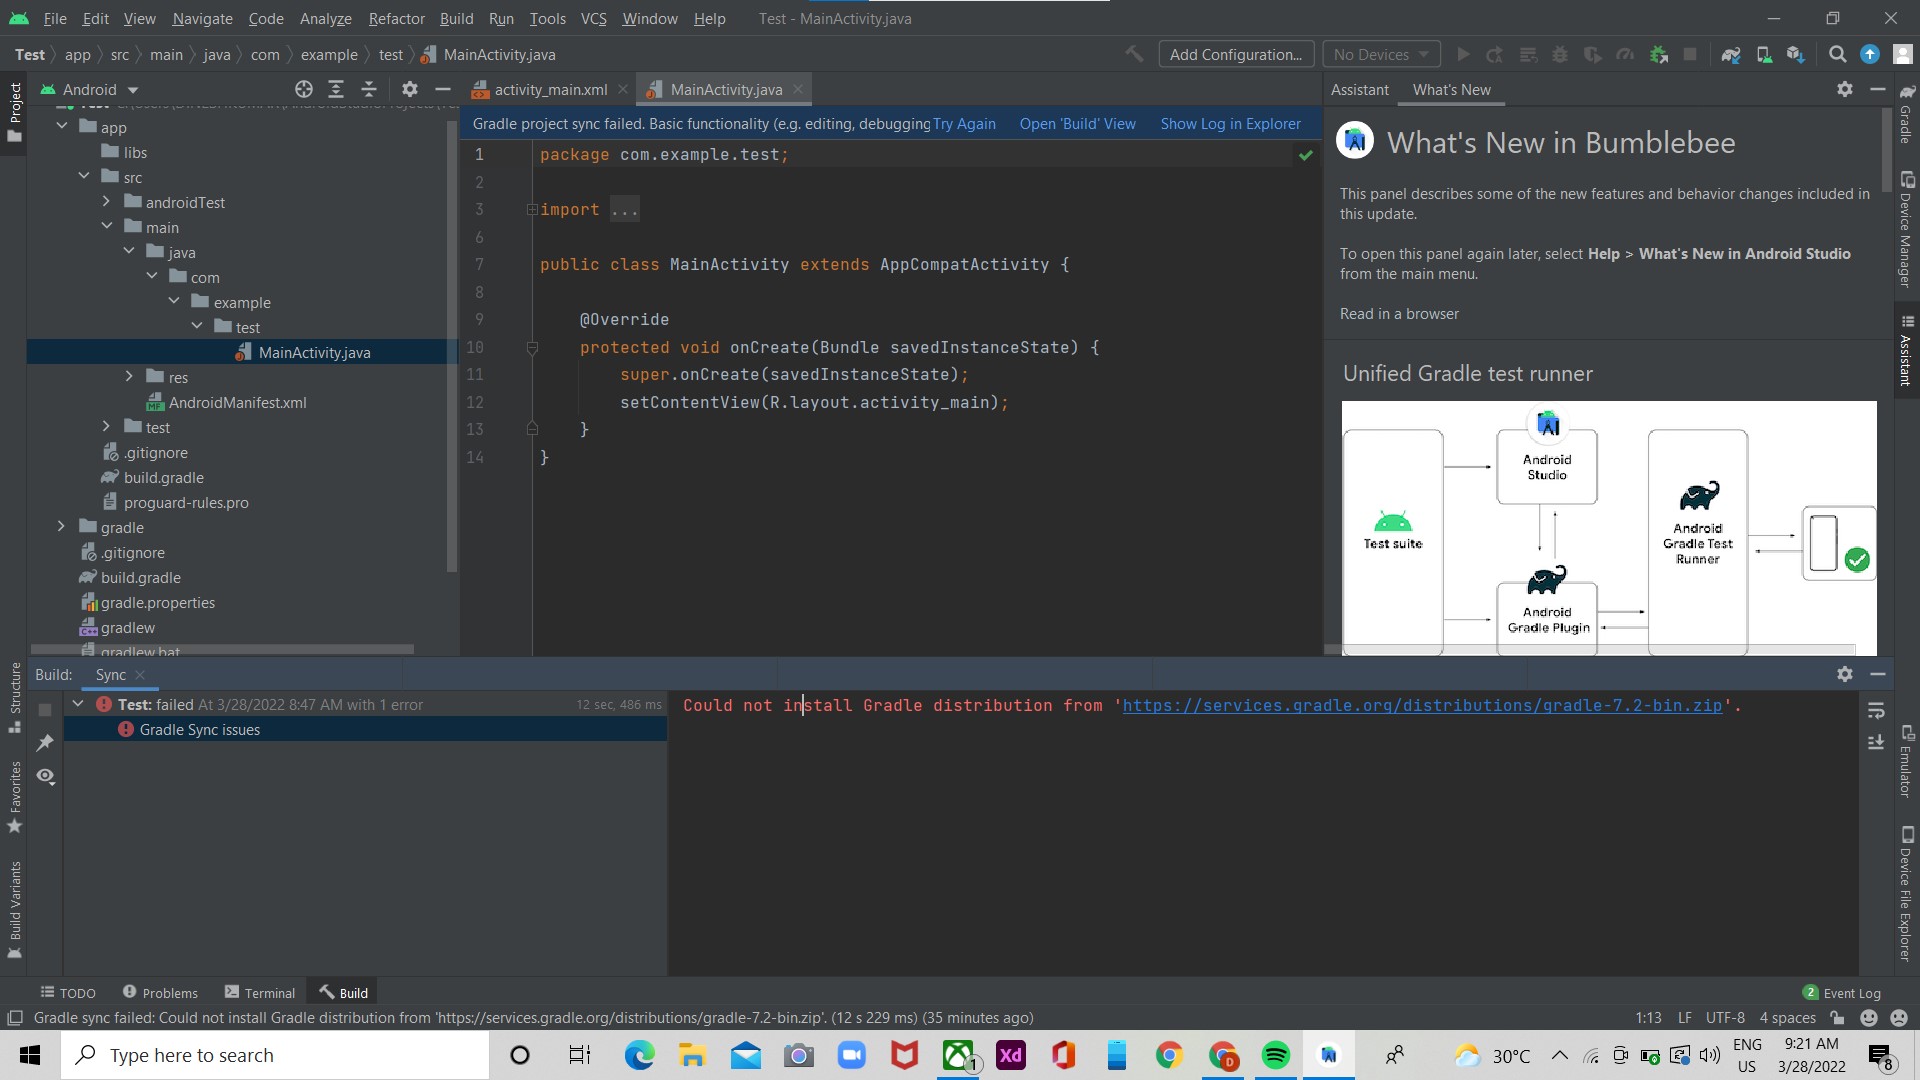 File Edit View Navigate Code Analyze Refactor Build Run Tools VCS Window Help Test - MainActivity.java
Test app src main java com example test MainActivity.java Add Configuration... No Devices
Project
Android
app
libs
src
androidTest
main
java
com
example
test
MainActivity.java
res
AndroidManifest.xml
test
.gitignore
build.gradle
proguard-rules.pro
gradle
.gitignore
build.gradle
gradle.properties
gradlew
gradlew.bat
activity_main.xml MainActivity.java
Gradle project sync failed. Basic functionality (e.g. editing, debugging Try Again Open 'Build' View Show Log in Explorer
1 package com.example.test;
2
3 import ...
6
7 public class MainActivity extends AppCompatActivity {
8
9 @Override
10 protected void onCreate(Bundle savedInstanceState) {
11 super.onCreate(savedInstanceState);
12 setContentView(R.layout.activity_main);
13 }
14 }
Assistant What's New
What's New in Bumblebee
This panel describes some of the new features and behavior changes included in
this update.
To open this panel again later, select Help > What's New in Android Studio
from the main menu.
Read in a browser
Unified Gradle test runner
Test suite
Android
Studio
Android
Gradle Plugin
Android
Gradle Test
Runner
Gradle
Device Manager
Assistant
Emulator
Device File Explorer
Structure
Favorites
Build Variants
Build: Sync
Test: failed At 3/28/2022 8:47 AM with 1 error 12 sec, 486 ms
Gradle Sync issues
Could not install Gradle distribution from 'https://services.gradle.org/distributions/gradle-7.2-bin.zip'.
TODO Problems Terminal Build 2 Event Log
Gradle sync failed: Could not install Gradle distribution from 'https://services.gradle.org/distributions/gradle-7.2-bin.zip'. (12 s 229 ms) (35 minutes ago) 1:13 LF UTF-8 4 spaces
Type here to search 1 Xd D 30°C ENG
US 9:21 AM
3/28/2022 8